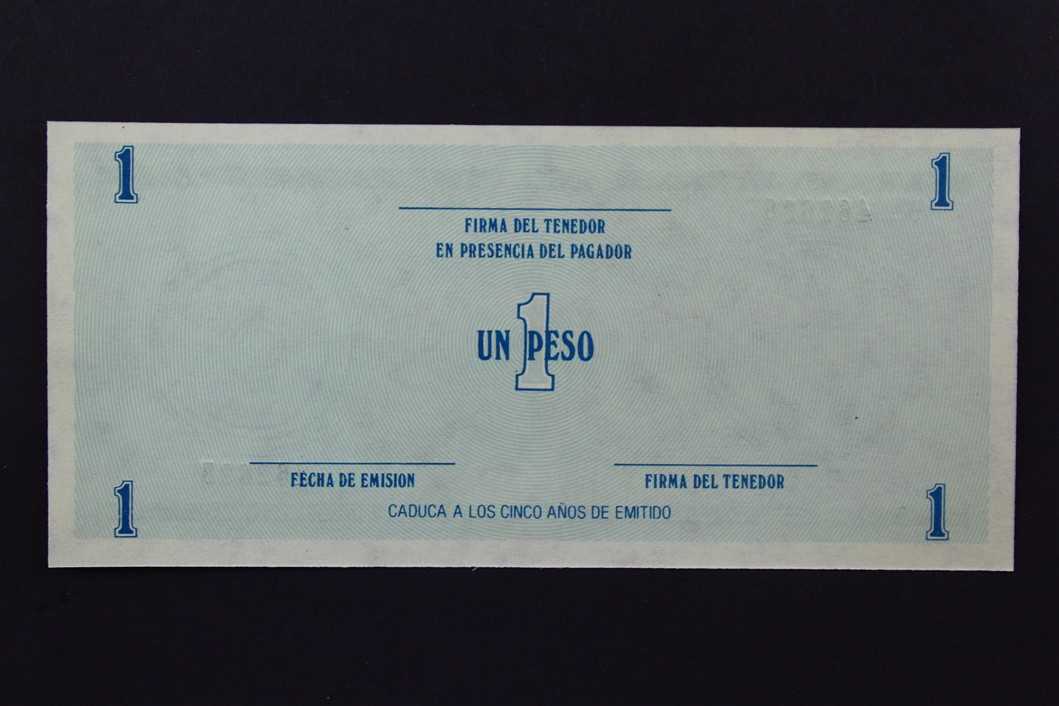 1 1
FIRMA DEL TENEDOR
EN PRESENCIA DEL PAGADOR
1
UN PESO
FECHA DE EMISION FIRMA DEL TENEDOR
1 1
CADUCA A LOS CINCO AÑOS DE EMITIDO